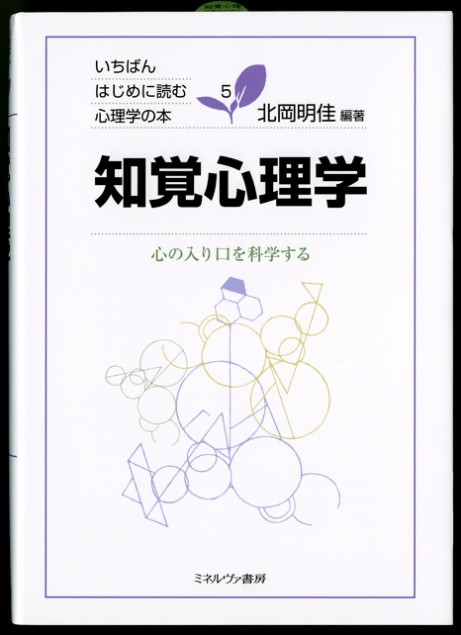 いちばん
はじめに読む
心理学の本
5
北岡明佳 編著
知覚心理学
心の入り口を科学する
ミネルヴァ書房